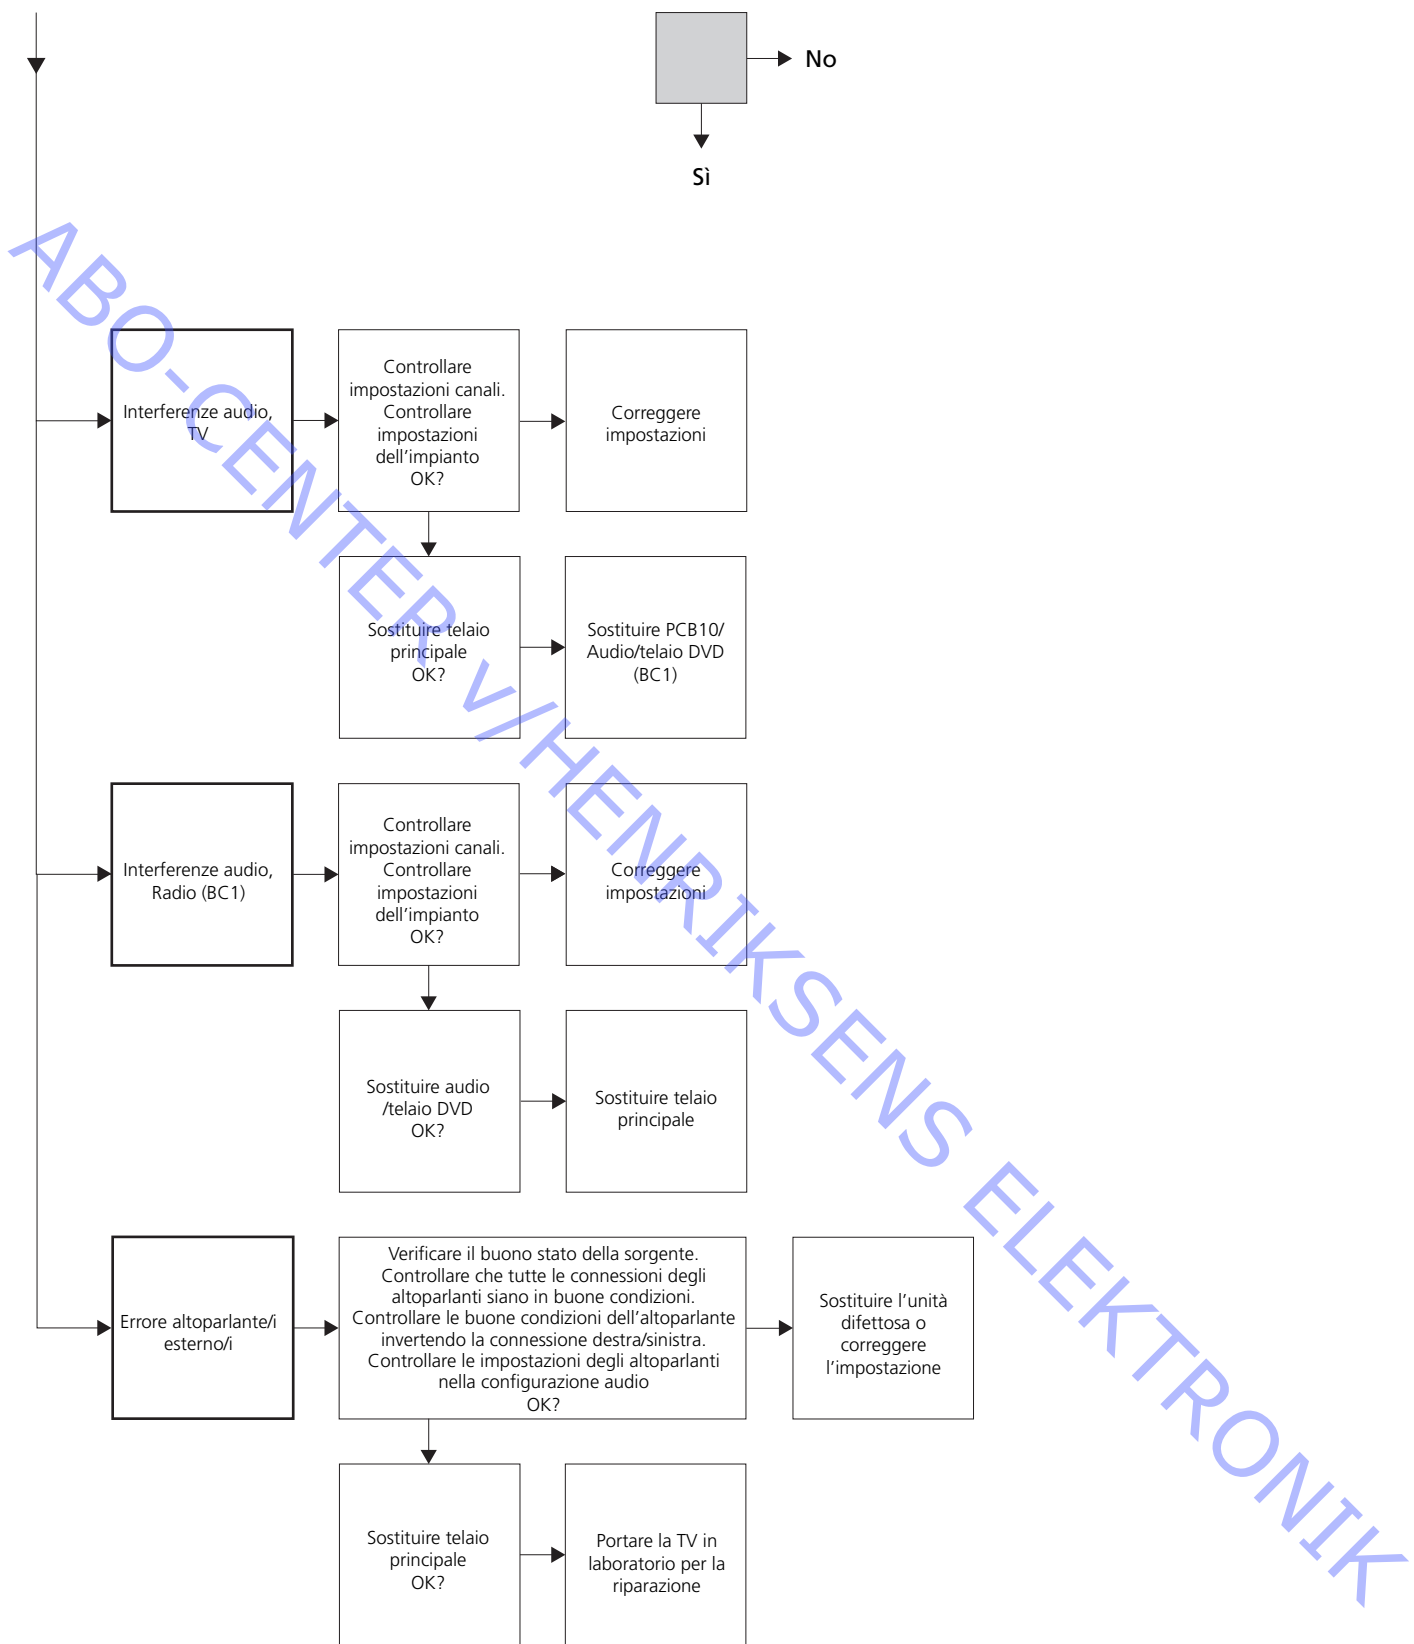 No
Sì
Interferenze audio,
TV
Controllare
impostazioni canali.
Controllare
impostazioni
dell’impianto
OK?
Correggere
impostazioni
Sostituire telaio
principale
OK?
Sostituire PCB10/
Audio/telaio DVD
(BC1)
Interferenze audio,
Radio (BC1)
Controllare
impostazioni canali.
Controllare
impostazioni
dell’impianto
OK?
Correggere
impostazioni
Sostituire audio
/telaio DVD
OK?
Sostituire telaio
principale
Errore altoparlante/i
esterno/i
Verificare il buono stato della sorgente.
Controllare che tutte le connessioni degli
altoparlanti siano in buone condizioni.
Controllare le buone condizioni dell’altoparlante
invertendo la connessione destra/sinistra.
Controllare le impostazioni degli altoparlanti
nella configurazione audio
OK?
Sostituire l’unità
difettosa o
correggere
l’impostazione
Sostituire telaio
principale
OK?
Portare la TV in
laboratorio per la
riparazione
ABO-CENTER v/HENRIKSENS ELEKTRONIK